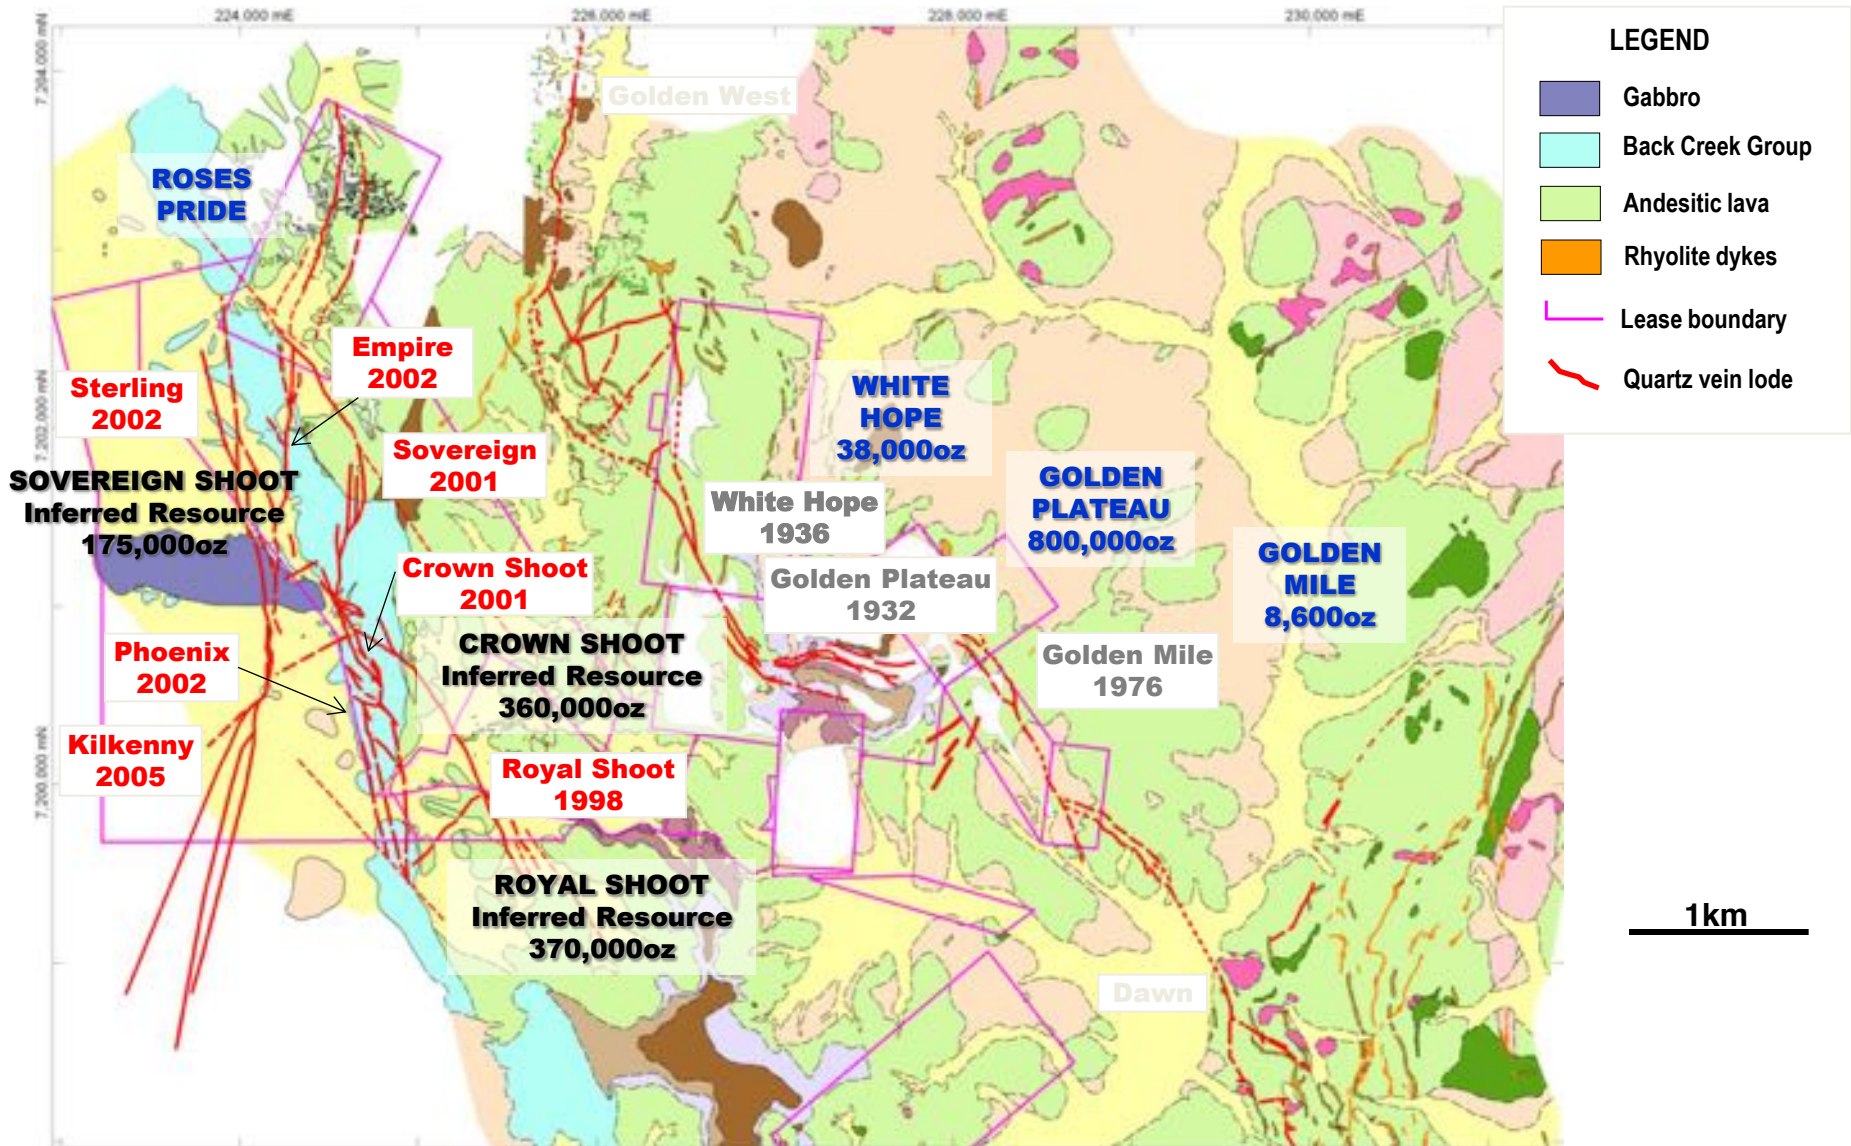 224,000 mE
226,000 mE
228,000 mE
230,000 mE
7,204,000 mN
7,202,000 mN
7,200,000 mN
LEGEND
Gabbro
Back Creek Group
Andesitic lava
Rhyolite dykes
Lease boundary
Quartz vein lode
Golden West
ROSES
PRIDE
Empire
2002
Sterling
2002
Sovereign
2001
SOVEREIGN SHOOT
Inferred Resource
175,000oz
WHITE
HOPE
38,000oz
White Hope
1936
GOLDEN
PLATEAU
800,000oz
Golden Plateau
1932
GOLDEN
MILE
8,600oz
Golden Mile
1976
Crown Shoot
2001
CROWN SHOOT
Inferred Resource
360,000oz
Phoenix
2002
Kilkenny
2005
Royal Shoot
1998
ROYAL SHOOT
Inferred Resource
370,000oz
Dawn
1km